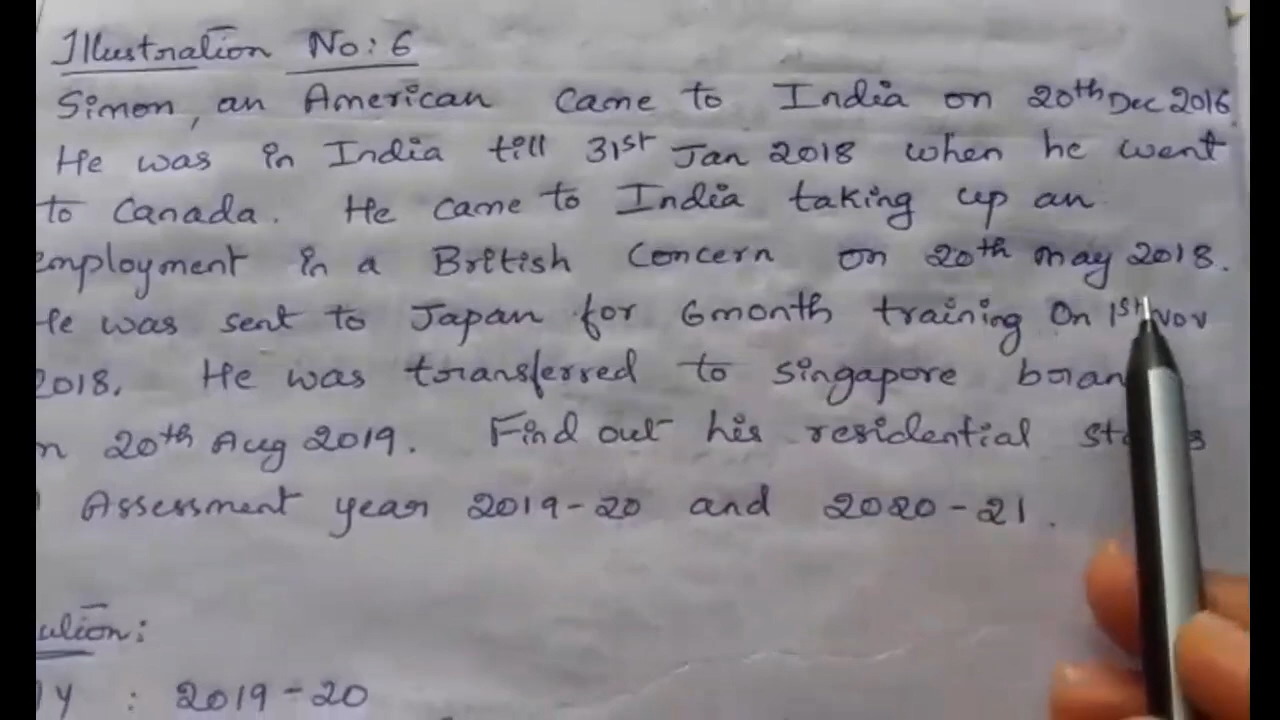 Illustration No: 6
Simon, an American came to India on 20th Dec 2016.
He was in India till 31st Jan 2018 when he went
to Canada. He came to India taking up an
employment in a British Concern on 20th may 2018.
He was sent to Japan for 6month training On 1st Nov
2018. He was transferred to singapore bran
n 20th Aug 2019. Find out his residential
Assessment year 2019-20 and 2020-21.
ution:
Y : 2019-20